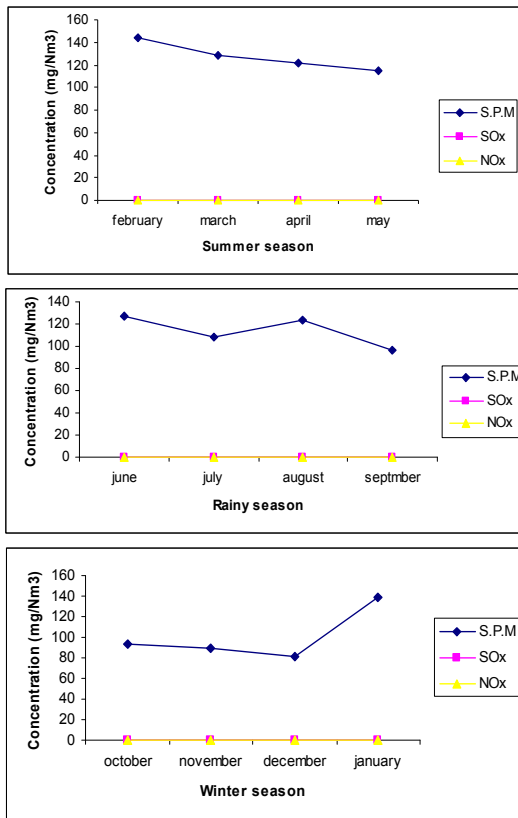 Concentration (mg/Nm3)
160
140
120
100
80
60
40
20
0
february march april may
Summer season
S.P.M
SOx
NOx
Concentration (mg/Nm3)
140
120
100
80
60
40
20
0
june july august septmber
Rainy season
S.P.M
SOx
NOx
Concentration (mg/Nm3)
160
140
120
100
80
60
40
20
0
october november december january
Winter season
S.P.M
SOx
NOx